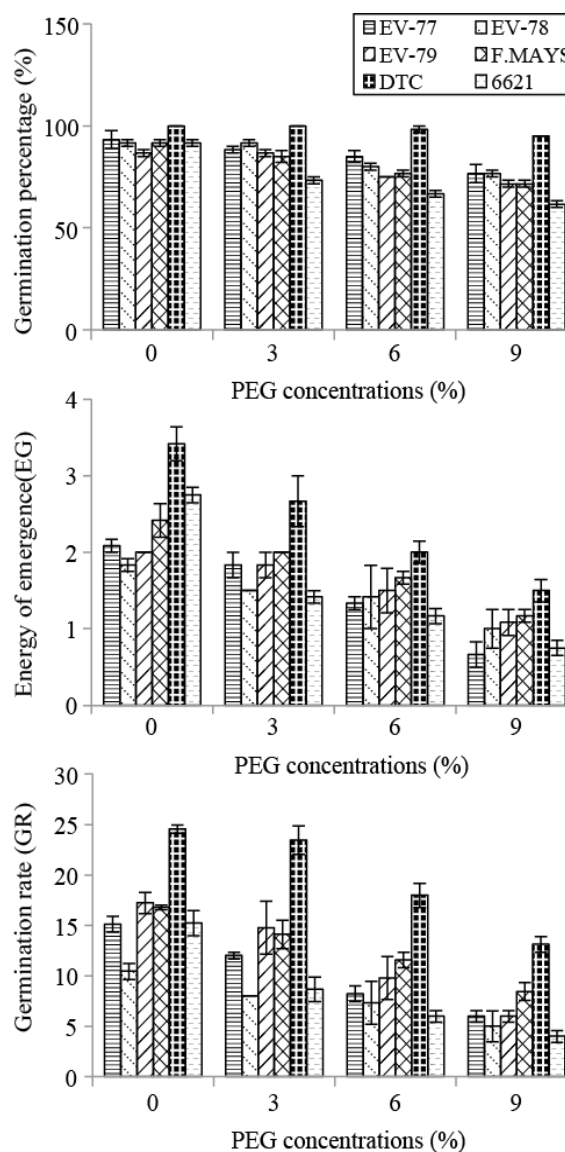 EV-77 EV-78
EV-79 F.MAYS
DTC 6621
Germination percentage (%)
150
100
50
0
0 3 6 9
PEG concentrations (%)
Energy of emergence(EG)
4
3
2
1
0
0 3 6 9
PEG concentrations (%)
Germination rate (GR)
30
25
20
15
10
5
0
0 3 6 9
PEG concentrations (%)